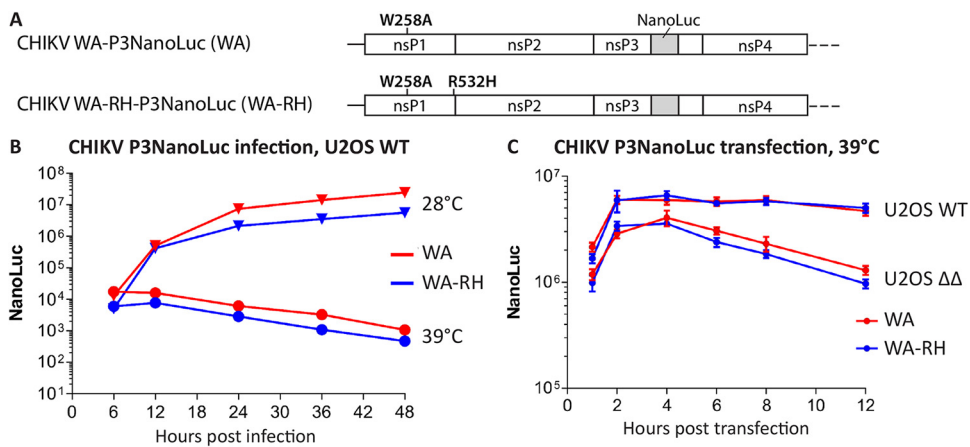 A
W258A
NanoLuc
CHIKV WA-P3NanoLuc (WA)
nsP1 nsP2 nsP3 nsP4
W258A R532H
CHIKV WA-RH-P3NanoLuc (WA-RH)
nsP1 nsP2 nsP3 nsP4
B CHIKV P3NanoLuc infection, U2OS WT
NanoLuc
10⁸
10⁷
10⁶
10⁵
10⁴
10³
10²
10¹
28°C
WA
WA-RH
39°C
0 6 12 18 24 30 36 42 48
Hours post infection
C CHIKV P3NanoLuc transfection, 39°C
NanoLuc
10⁷
10⁶
10⁵
U2OS WT
U2OS ΔΔ
WA
WA-RH
0 2 4 6 8 10 12
Hours post transfection